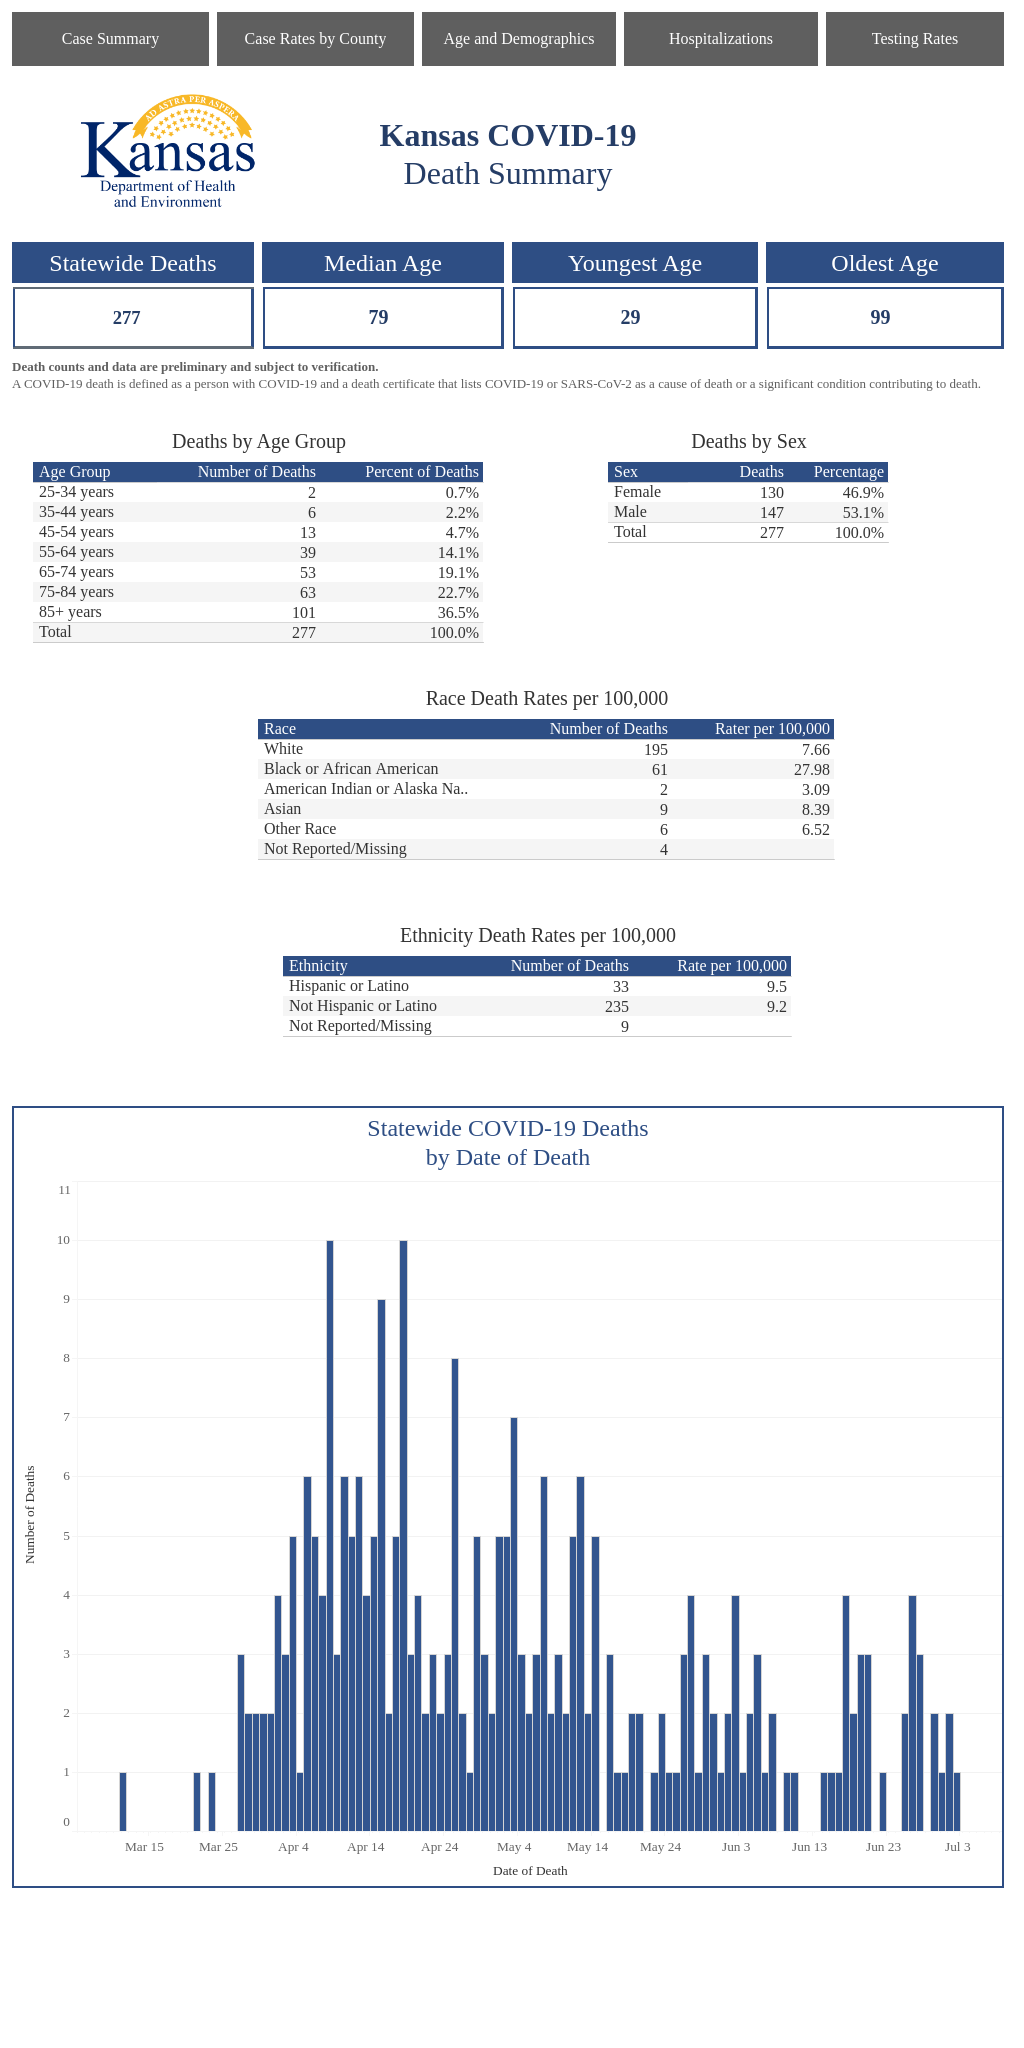 Case Summary
Case Rates by County
Age and Demographics
Hospitalizations
Testing Rates
AD ASTRA PER ASPERA
Kansas
Department of Health
and Environment
Kansas COVID-19
Death Summary
Statewide Deaths
Median Age
Youngest Age
Oldest Age
277
79
29
99
Death counts and data are preliminary and subject to verification.
A COVID-19 death is defined as a person with COVID-19 and a death certificate that lists COVID-19 or SARS-CoV-2 as a cause of death or a significant condition contributing to death.
Deaths by Age Group
Age Group Number of Deaths Percent of Deaths
25-34 years 2 0.7%
35-44 years 6 2.2%
45-54 years 13 4.7%
55-64 years 39 14.1%
65-74 years 53 19.1%
75-84 years 63 22.7%
85+ years 101 36.5%
Total 277 100.0%
Deaths by Sex
Sex Deaths Percentage
Female 130 46.9%
Male 147 53.1%
Total 277 100.0%
Race Death Rates per 100,000
Race Number of Deaths Rater per 100,000
White 195 7.66
Black or African American 61 27.98
American Indian or Alaska Na.. 2 3.09
Asian 9 8.39
Other Race 6 6.52
Not Reported/Missing 4
Ethnicity Death Rates per 100,000
Ethnicity Number of Deaths Rate per 100,000
Hispanic or Latino 33 9.5
Not Hispanic or Latino 235 9.2
Not Reported/Missing 9
Statewide COVID-19 Deaths
by Date of Death
11
10
9
8
7
6
5
4
3
2
1
0
Number of Deaths
Mar 15 Mar 25 Apr 4 Apr 14 Apr 24 May 4 May 14 May 24 Jun 3 Jun 13 Jun 23 Jul 3
Date of Death